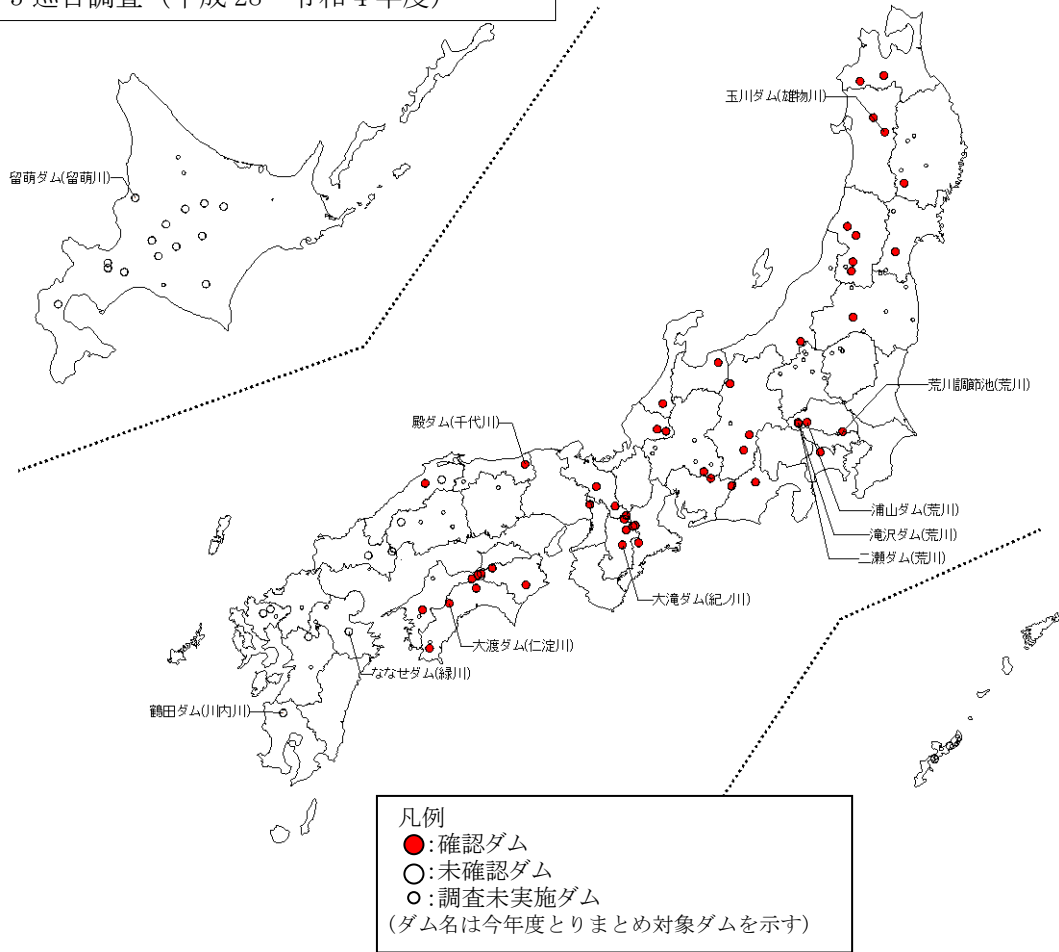 5 巡目調査（平成 28～令和 4 年度）
玉川ダム(雄物川)
留萌ダム(留萌川)
荒川調節池(荒川)
殿ダム(千代川)
浦山ダム(荒川)
滝沢ダム(荒川)
二瀬ダム(荒川)
大滝ダム(紀ノ川)
大渡ダム(仁淀川)
ななせダム(緑川)
鶴田ダム(川内川)
凡例
:確認ダム
:未確認ダム
:調査未実施ダム
(ダム名は今年度とりまとめ対象ダムを示す)